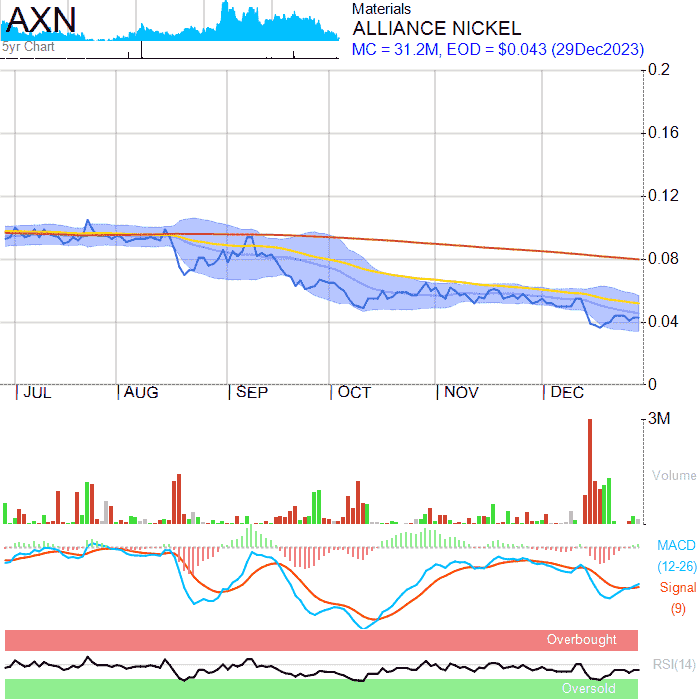 AXN
5yr Chart
Materials
ALLIANCE NICKEL
MC = 31.2M, EOD = $0.043 (29Dec2023)
0.2
0.16
0.12
0.08
0.04
0
JUL AUG SEP OCT NOV DEC
3M
Volume
MACD
(12-26)
Signal
(9)
Overbought
RSI(14)
Oversold